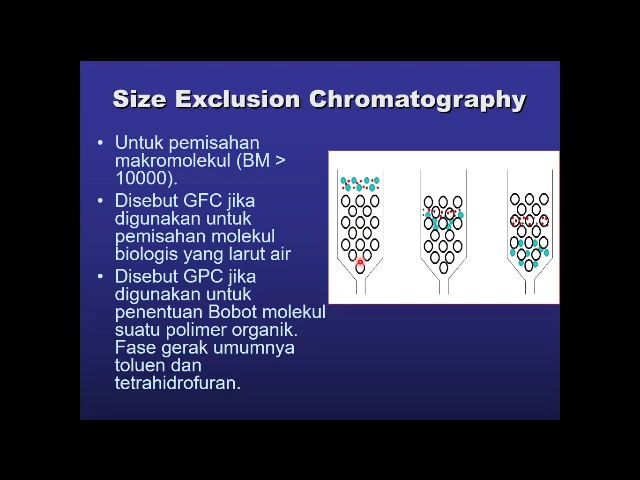 Size Exclusion Chromatography
• Untuk pemisahan
makromolekul (BM >
10000).
• Disebut GFC jika
digunakan untuk
pemisahan molekul
biologis yang larut air
• Disebut GPC jika
digunakan untuk
penentuan Bobot molekul
suatu polimer organik.
Fase gerak umumnya
toluen dan
tetrahidrofuran.